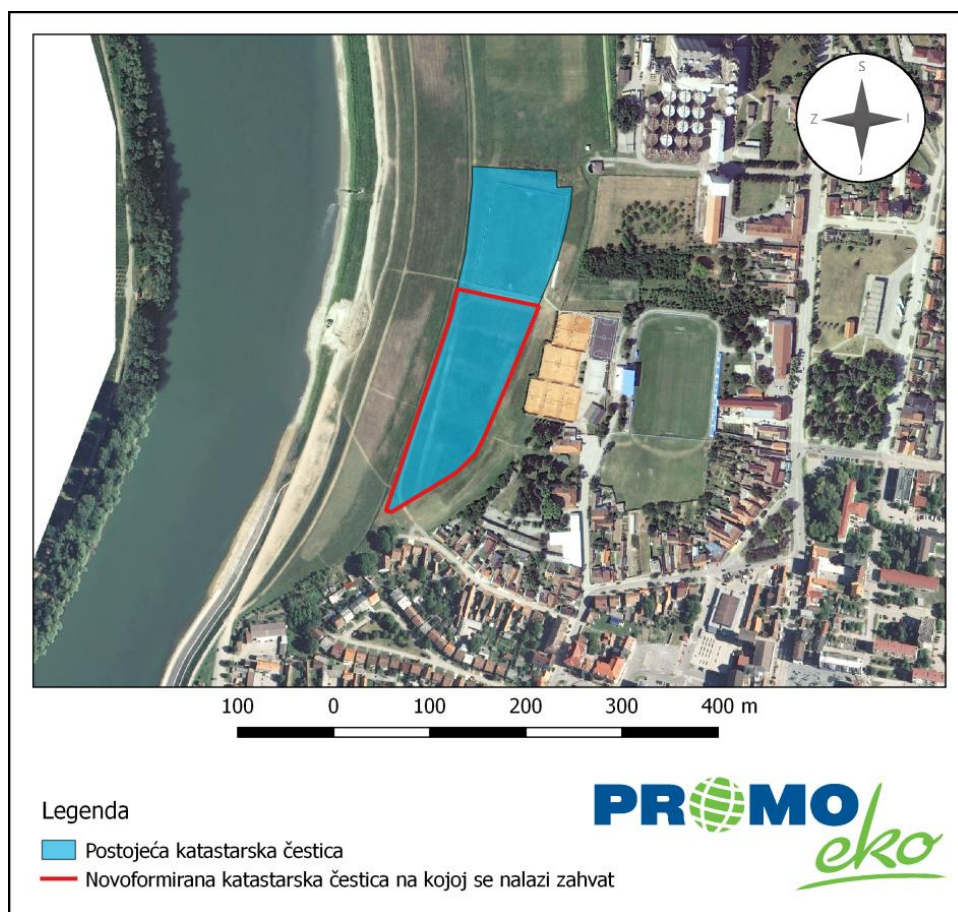 S
Z I
J
100 0 100 200 300 400 m
Legenda
Postojeća katastarska čestica
Novoformirana katastarska čestica na kojoj se nalazi zahvat
PROMO
eko